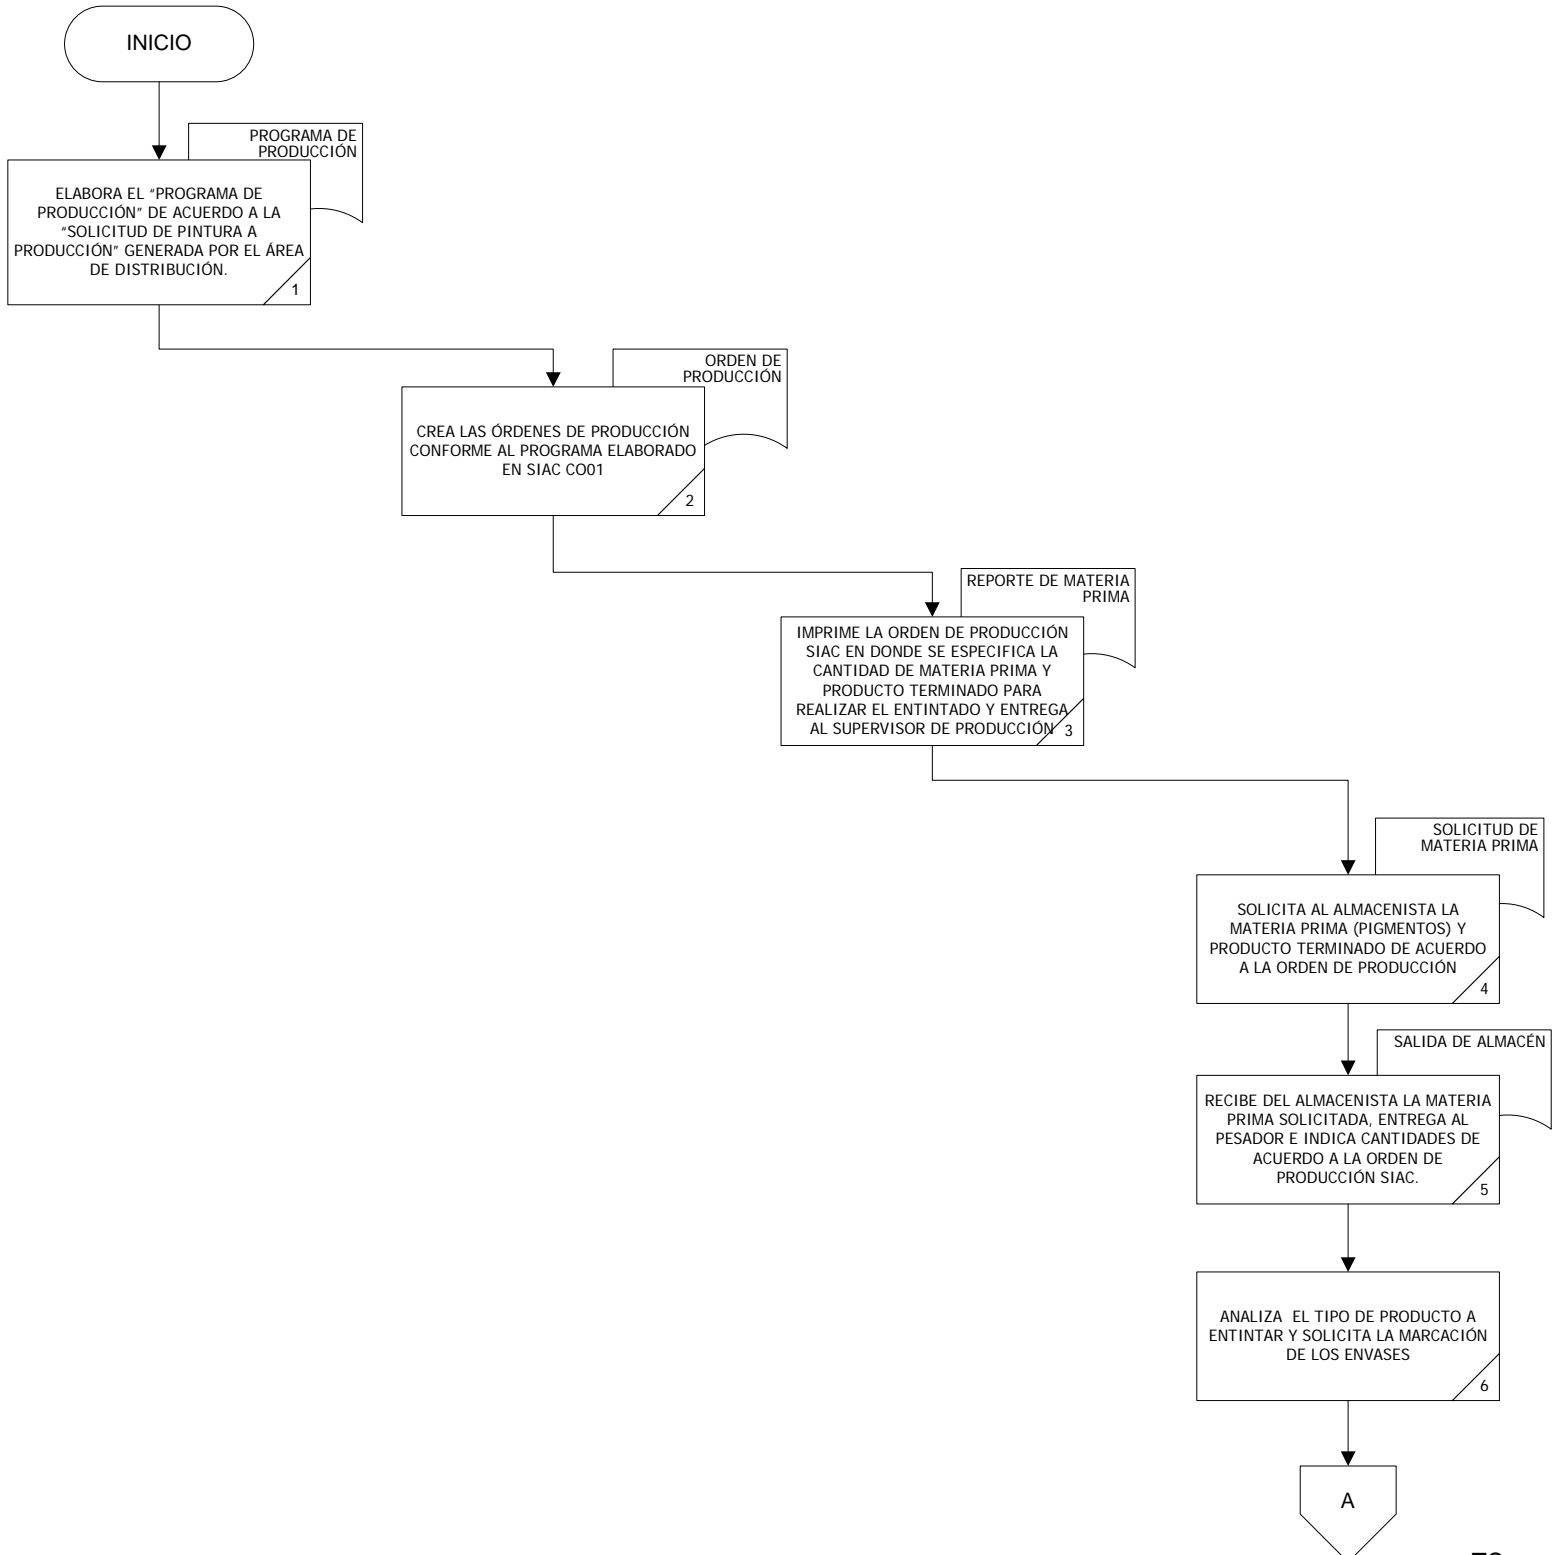 INICIO
PROGRAMA DE
PRODUCCIÓN
ELABORA EL “PROGRAMA DE
PRODUCCIÓN” DE ACUERDO A LA
“SOLICITUD DE PINTURA A
PRODUCCIÓN” GENERADA POR EL ÁREA
DE DISTRIBUCIÓN.
1
ORDEN DE
PRODUCCIÓN
CREA LAS ÓRDENES DE PRODUCCIÓN
CONFORME AL PROGRAMA ELABORADO
EN SIAC CO01
2
REPORTE DE MATERIA
PRIMA
IMPRIME LA ORDEN DE PRODUCCIÓN
SIAC EN DONDE SE ESPECIFICA LA
CANTIDAD DE MATERIA PRIMA Y
PRODUCTO TERMINADO PARA
REALIZAR EL ENTINTADO Y ENTREGA
AL SUPERVISOR DE PRODUCCIÓN
3
SOLICITUD DE
MATERIA PRIMA
SOLICITA AL ALMACENISTA LA
MATERIA PRIMA (PIGMENTOS) Y
PRODUCTO TERMINADO DE ACUERDO
A LA ORDEN DE PRODUCCIÓN
4
SALIDA DE ALMACÉN
RECIBE DEL ALMACENISTA LA MATERIA
PRIMA SOLICITADA, ENTREGA AL
PESADOR E INDICA CANTIDADES DE
ACUERDO A LA ORDEN DE
PRODUCCIÓN SIAC.
5
ANALIZA EL TIPO DE PRODUCTO A
ENTINTAR Y SOLICITA LA MARCACIÓN
DE LOS ENVASES
6
A